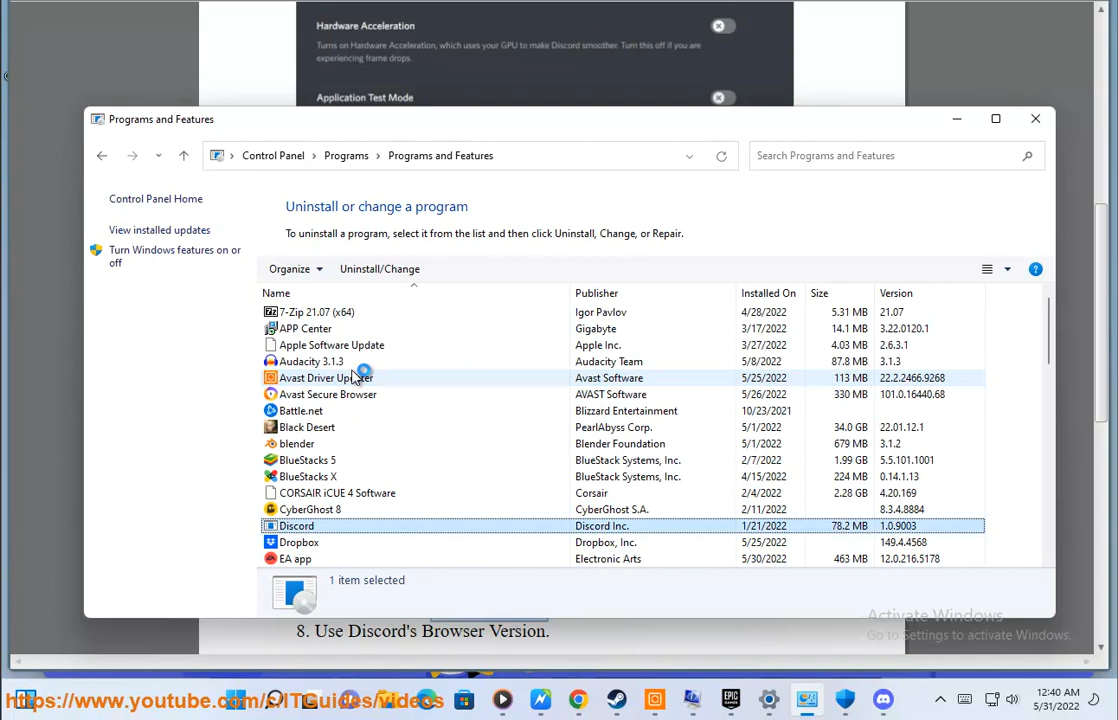 Hardware Acceleration
Turns on Hardware Acceleration, which uses your GPU to make Discord smoother. Turn this off if you are
experiencing frame drops.
Application Test Mode
Programs and Features
Control Panel Programs Programs and Features
Search Programs and Features
Control Panel Home
View installed updates
Turn Windows features on or
off
Uninstall or change a program
To uninstall a program, select it from the list and then click Uninstall, Change, or Repair.
Organize Uninstall/Change
Name Publisher Installed On Size Version
7-Zip 21.07 (x64) Igor Pavlov 4/28/2022 5.31 MB 21.07
APP Center Gigabyte 3/17/2022 14.1 MB 3.22.0120.1
Apple Software Update Apple Inc. 3/27/2022 4.03 MB 2.6.3.1
Audacity 3.1.3 Audacity Team 5/8/2022 87.8 MB 3.1.3
Avast Driver Updater Avast Software 5/25/2022 113 MB 22.2.2466.9268
Avast Secure Browser AVAST Software 5/26/2022 330 MB 101.0.16440.68
Battle.net Blizzard Entertainment 10/23/2021
Black Desert PearlAbyss Corp. 5/1/2022 34.0 GB 22.01.12.1
blender Blender Foundation 5/1/2022 679 MB 3.1.2
BlueStacks 5 BlueStack Systems, Inc. 2/7/2022 1.99 GB 5.5.101.1001
BlueStacks X BlueStack Systems, Inc. 4/15/2022 224 MB 0.14.1.13
CORSAIR iCUE 4 Software Corsair 2/4/2022 2.28 GB 4.20.169
CyberGhost 8 CyberGhost S.A. 2/11/2022 8.3.4.8884
Discord Discord Inc. 1/21/2022 78.2 MB 1.0.9003
Dropbox Dropbox, Inc. 5/25/2022 149.4.4568
EA app Electronic Arts 5/30/2022 463 MB 12.0.216.5178
1 item selected
Activate Windows
Go to Settings to activate Windows.
8. Use Discord's Browser Version.
https://www.youtube.com/c/ITGuides/videos
EPIC
GAMES
12:40 AM
5/31/2022